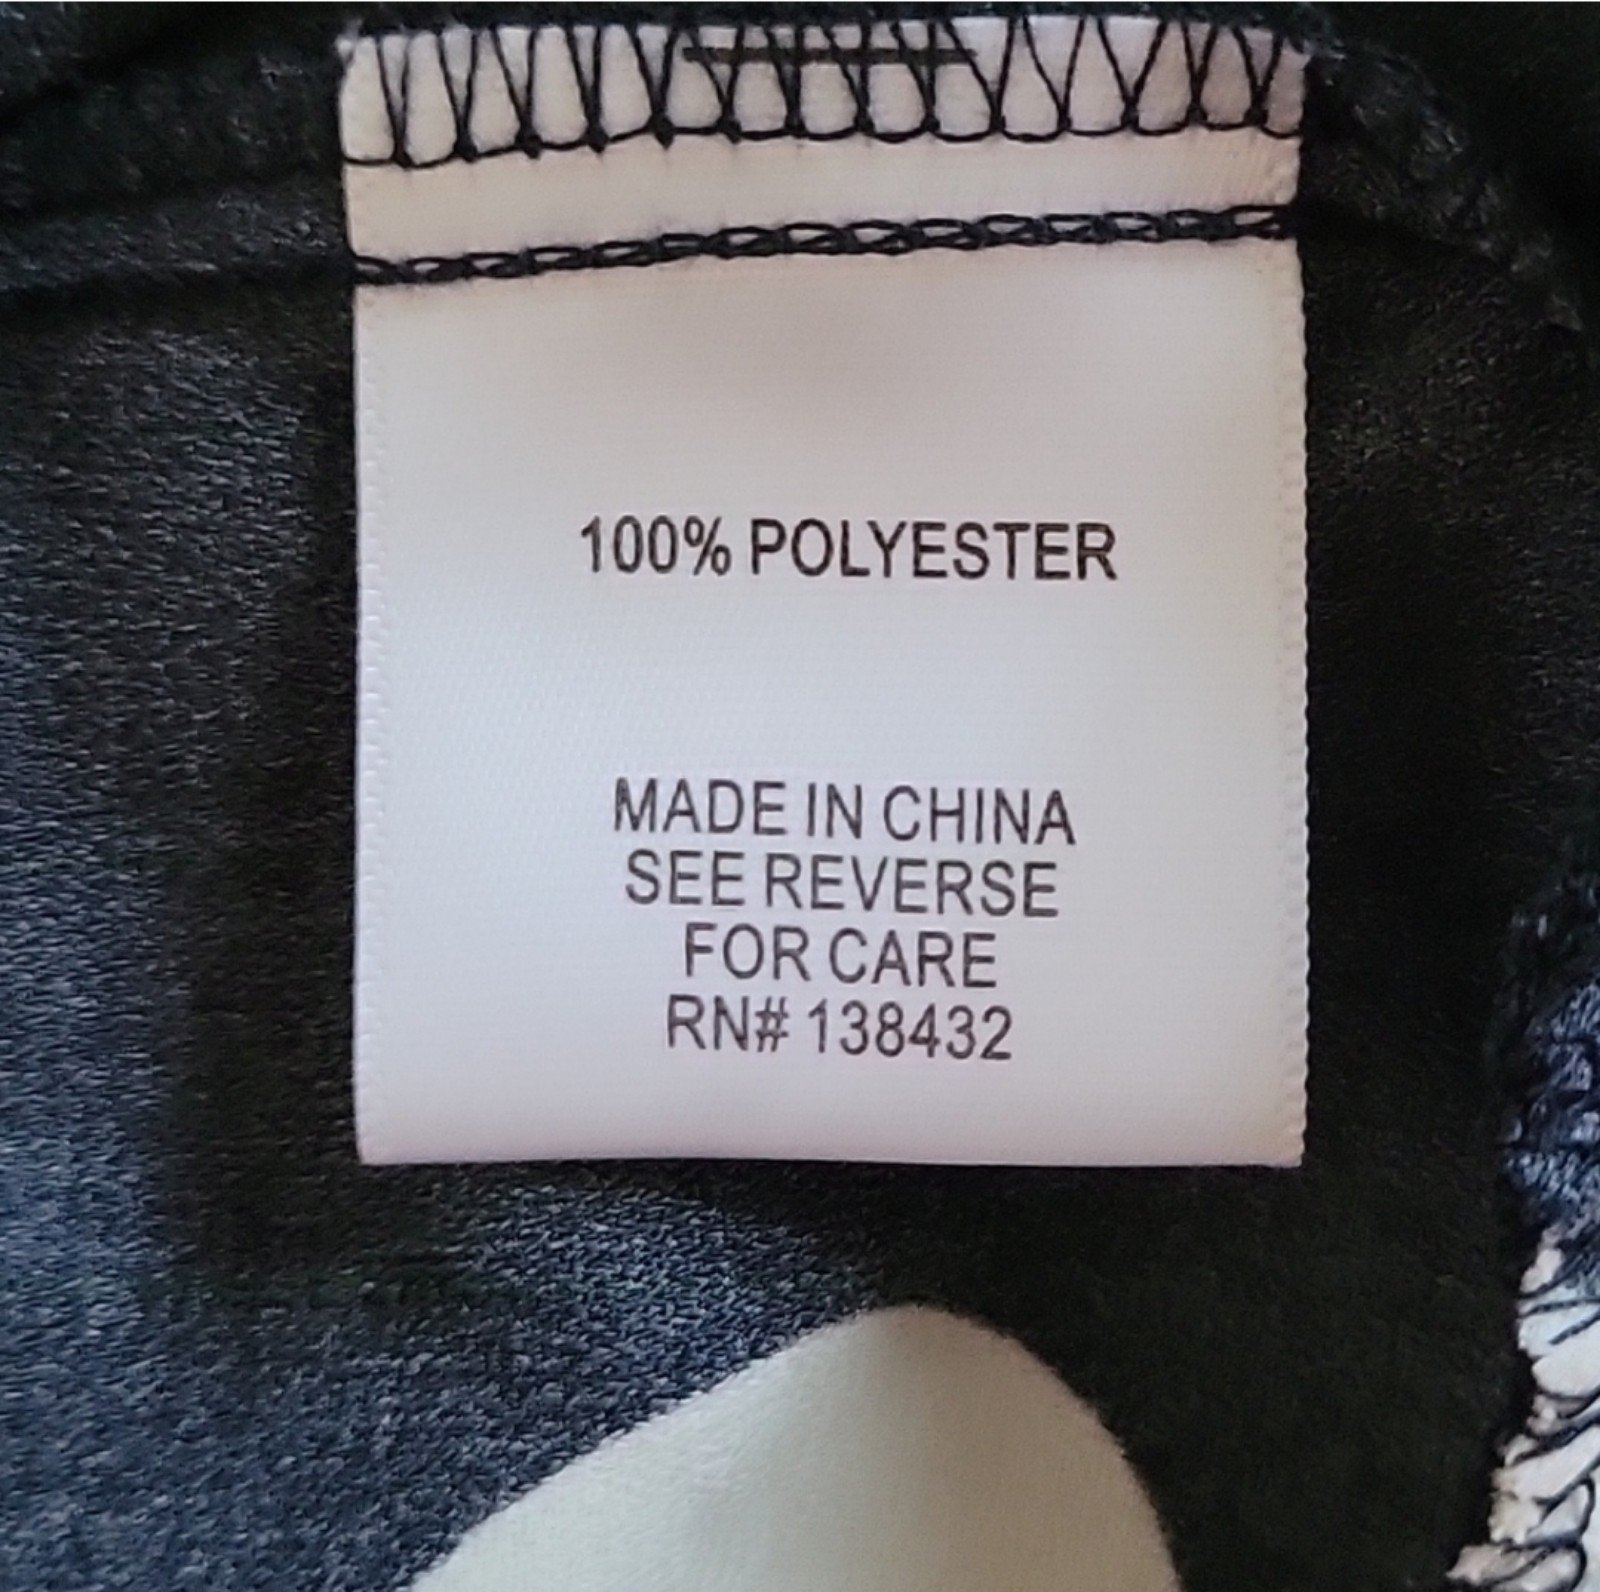 100% POLYESTER
MADE IN CHINA
SEE REVERSE
FOR CARE
RN# 138432